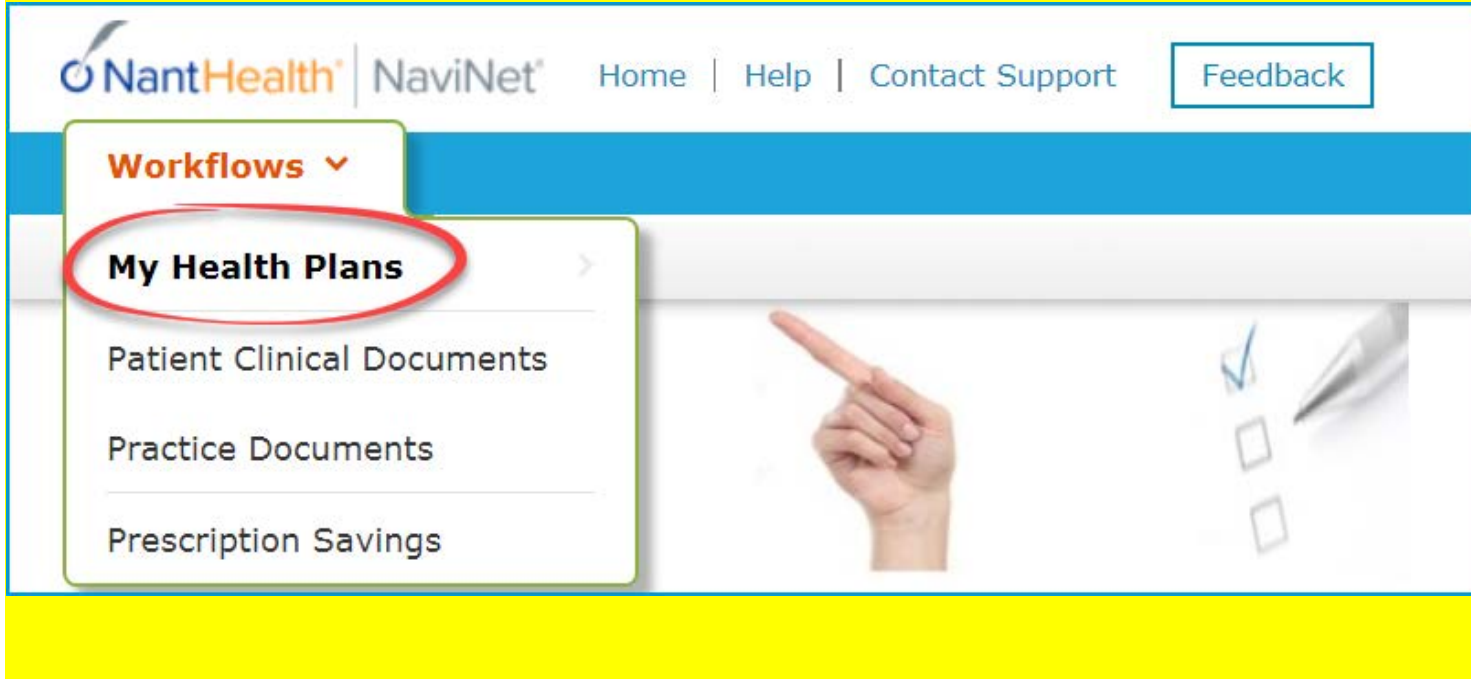 NantHealth® NaviNet® Home | Help | Contact Support Feedback
Workflows
My Health Plans
Patient Clinical Documents
Practice Documents
Prescription Savings